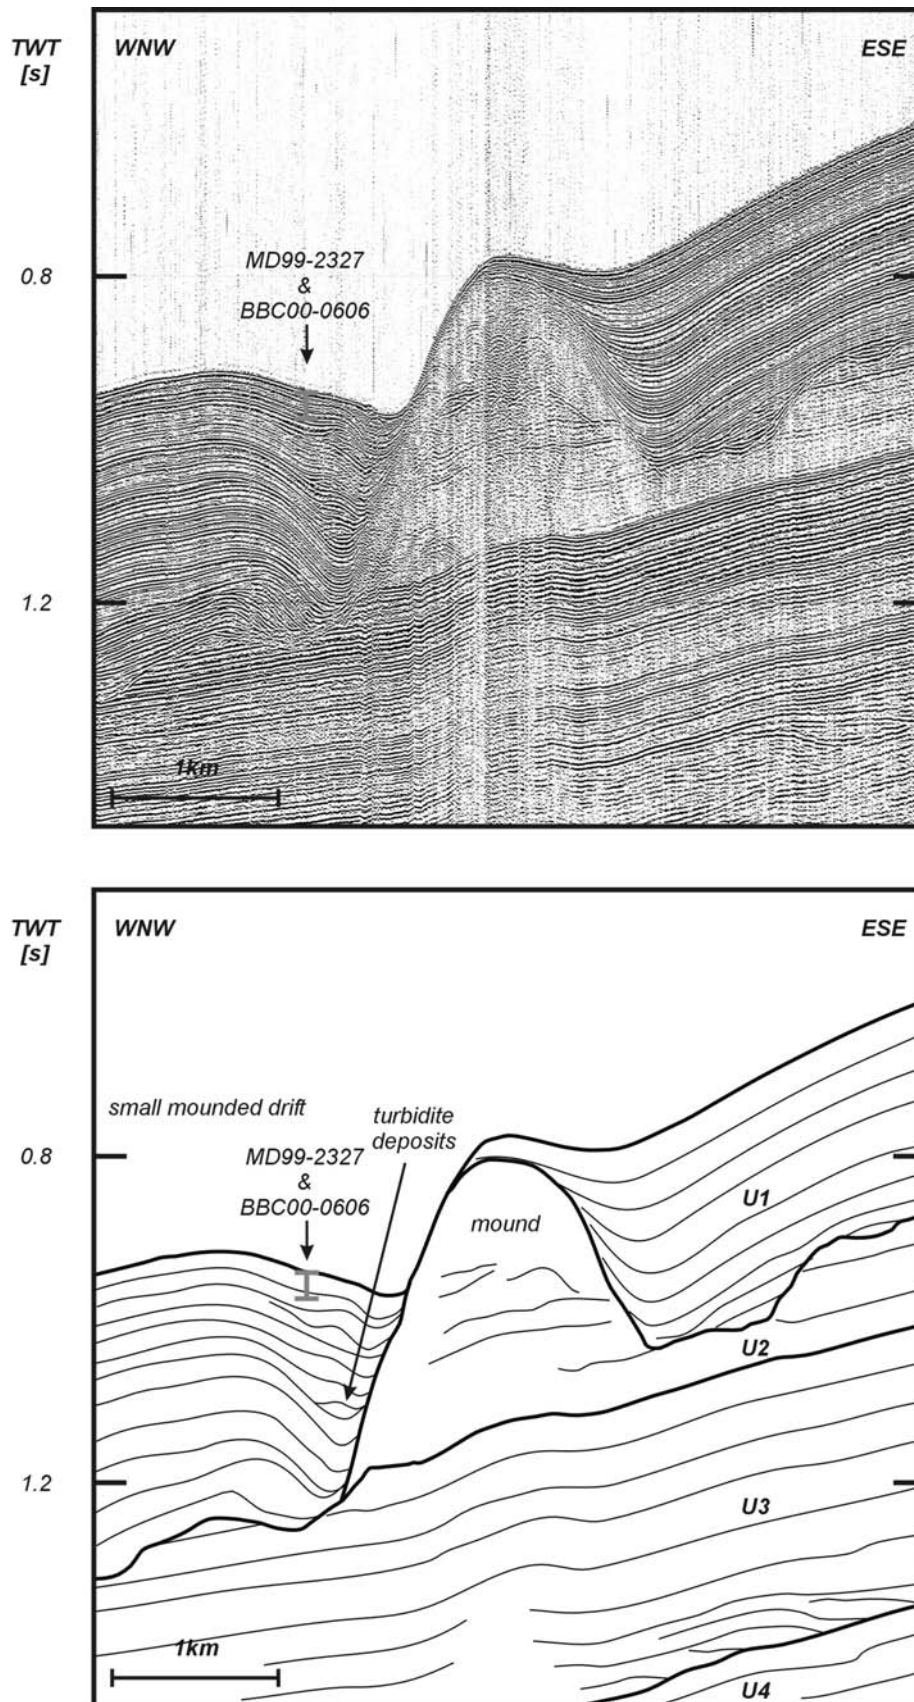 TWT
[s]
WNW
ESE
MD99-2327
&
BBC00-0606
0.8
1.2
1km
TWT
[s]
WNW
ESE
small mounded drift
turbidite
deposits
MD99-2327
&
BBC00-0606
0.8
mound
U1
U2
1.2
U3
1km
U4